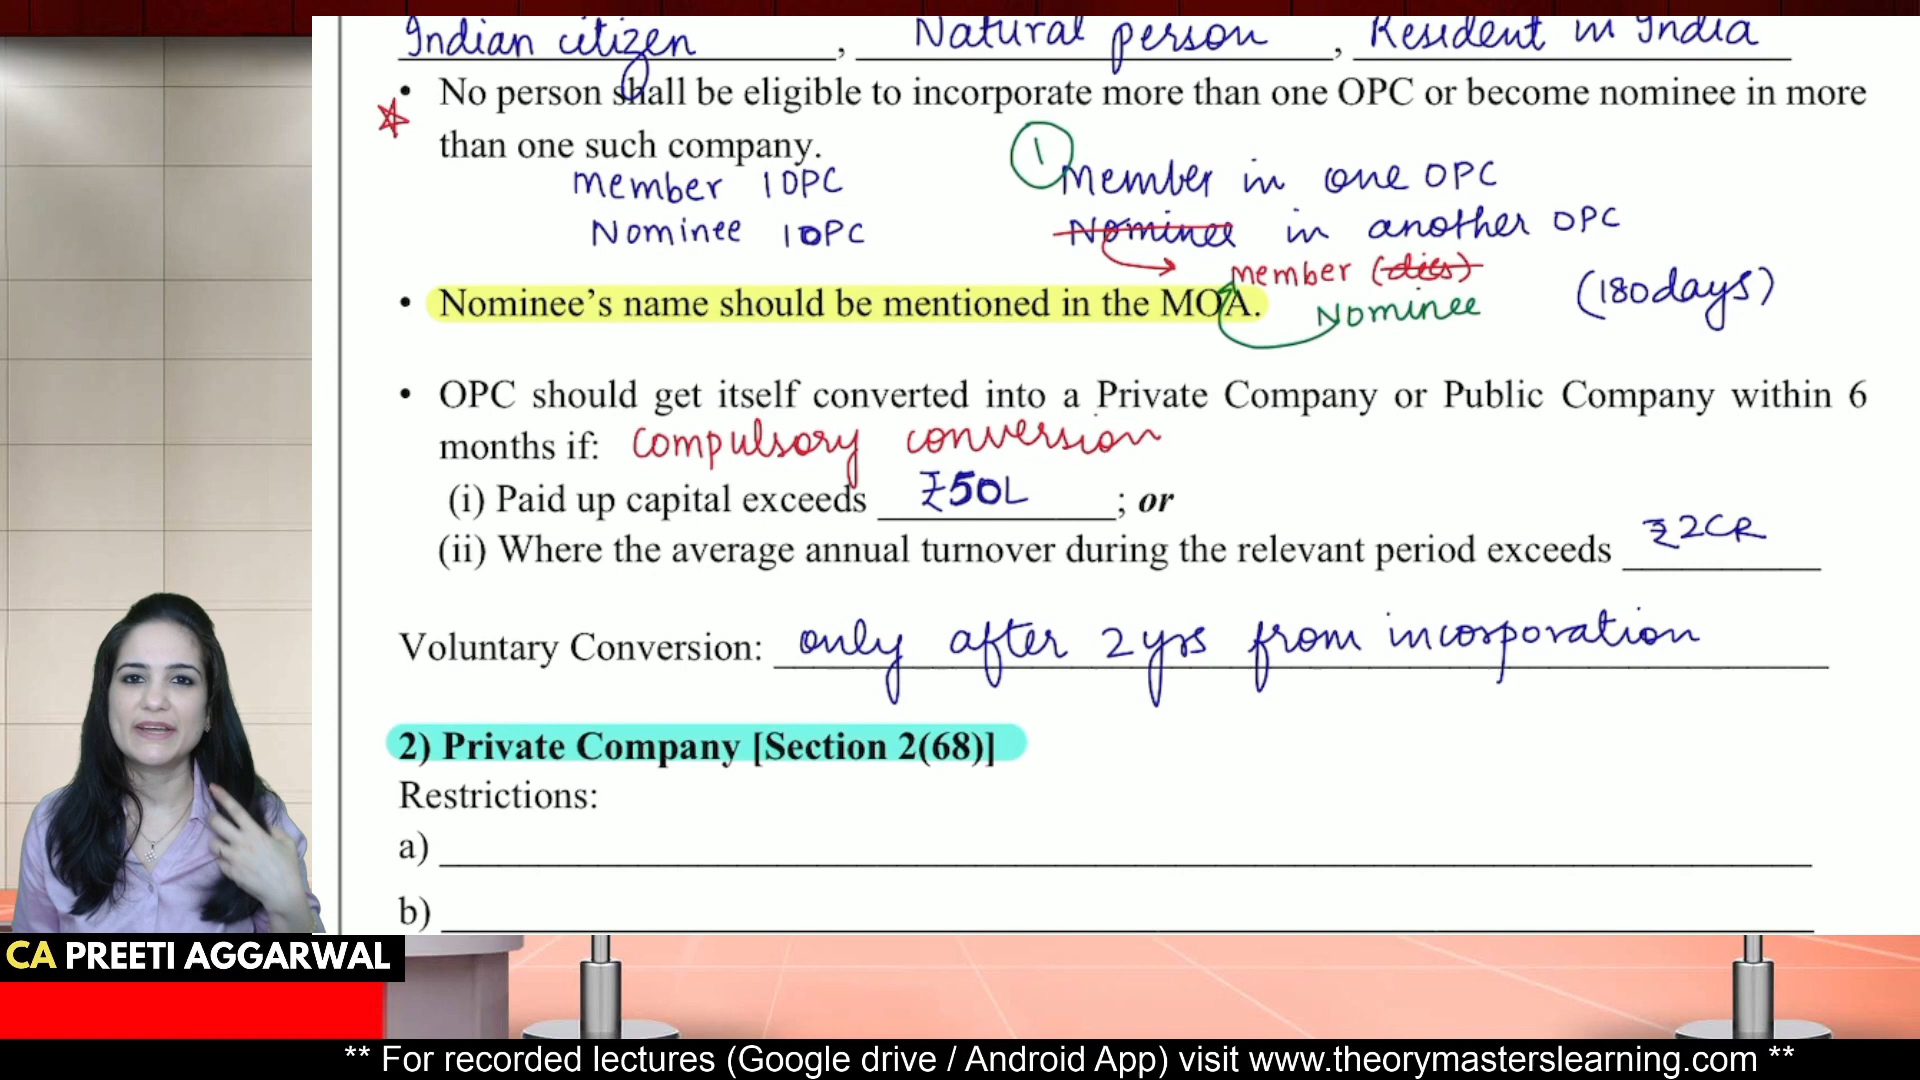 Indian citizen, Natural person, Resident in India
• No person shall be eligible to incorporate more than one OPC or become nominee in more
than one such company.
1
Member 1 OPC
Member in one OPC
Nominee 1 OPC
Nominee in another OPC
member (dies)
• Nominee’s name should be mentioned in the MOA.
Nominee
(180days)
• OPC should get itself converted into a Private Company or Public Company within 6
months if: Compulsory conversion
(i) Paid up capital exceeds ₹50L; or
(ii) Where the average annual turnover during the relevant period exceeds ₹2CR
Voluntary Conversion: only after 2yrs from incorporation
2) Private Company [Section 2(68)]
Restrictions:
a)
b)
CA PREETI AGGARWAL
** For recorded lectures (Google drive / Android App) visit www.theorymasterslearning.com **